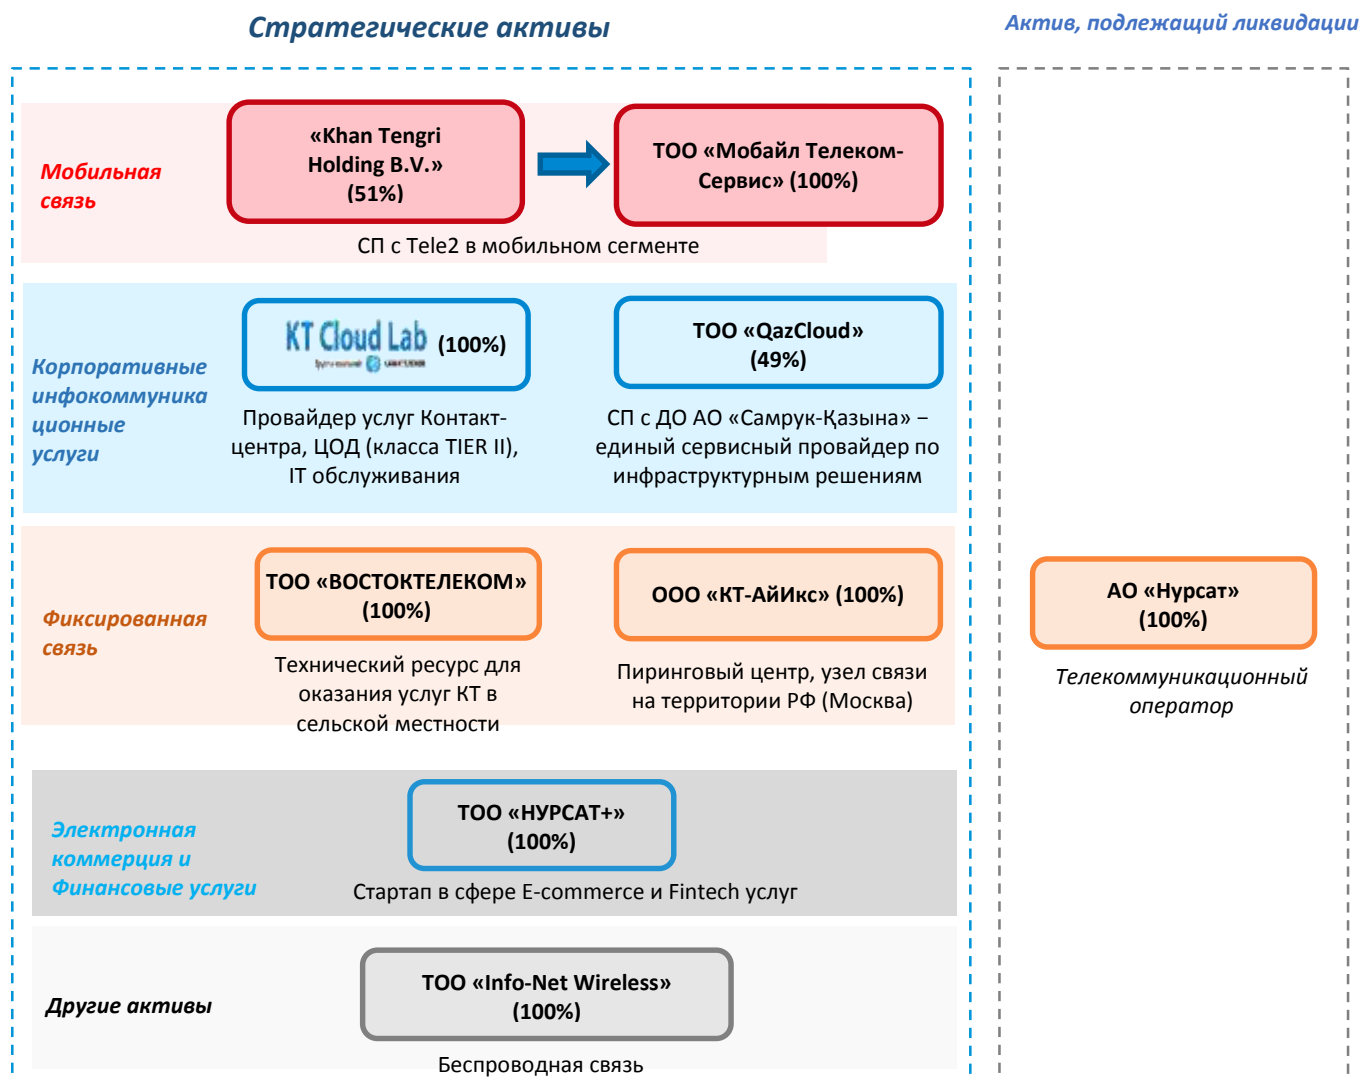 Стратегические активы
Актив, подлежащий ликвидации
Мобильная
связь
«Khan Tengri
Holding B.V.»
(51%)
ТОО «Мобайл Телеком-
Сервис» (100%)
СП с Tele2 в мобильном сегменте
Корпоративные
инфокоммуника
ционные
услуги
KT Cloud Lab (100%)
Провайдер услуг Контакт-
центра, ЦОД (класса TIER II),
IT обслуживания
ТОО «QazCloud»
(49%)
СП с ДО АО «Самрук-Қазына» –
единый сервисный провайдер по
инфраструктурным решениям
Фиксированная
связь
ТОО «ВОСТОКТЕЛЕКОМ»
(100%)
Технический ресурс для
оказания услуг КТ в
сельской местности
ООО «КТ-АйИкс» (100%)
Пиринговый центр, узел связи
на территории РФ (Москва)
АО «Нурсат»
(100%)
Телекоммуникационный
оператор
Электронная
коммерция и
Финансовые услуги
ТОО «НУРСАТ+»
(100%)
Стартап в сфере E-commerce и Fintech услуг
Другие активы
ТОО «Info-Net Wireless»
(100%)
Беспроводная связь